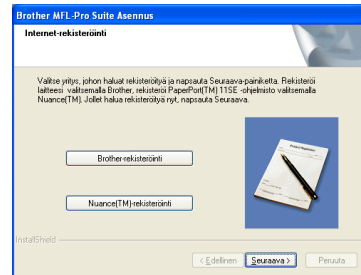 Brother MFL-Pro Suite Asennus
Internet-rekisteröinti
Valitse yritys, johon haluat rekisteröityä ja napsauta Seuraava-painiketta. Rekisteröi
laitteesi valitsemalla Brother, rekisteröi PaperPort(TM) 11SE -ohjelmisto valitsemalla
Nuance(TM). Jollet halua rekisteröityä nyt, napsauta Seuraava.
Brother-rekisteröinti
Nuance(TM)-rekisteröinti
InstallShield
< Edellinen
Seuraava >
Peruuta